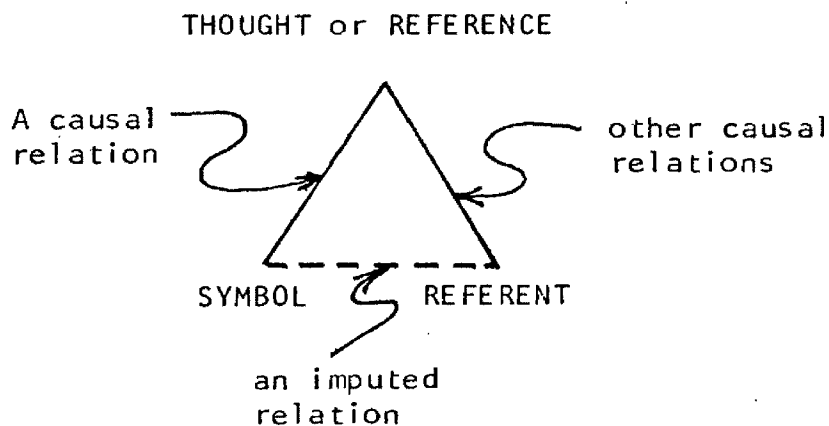 THOUGHT or REFERENCE
A causal
relation
other causal
relations
SYMBOL
REFERENT
an imputed
relation